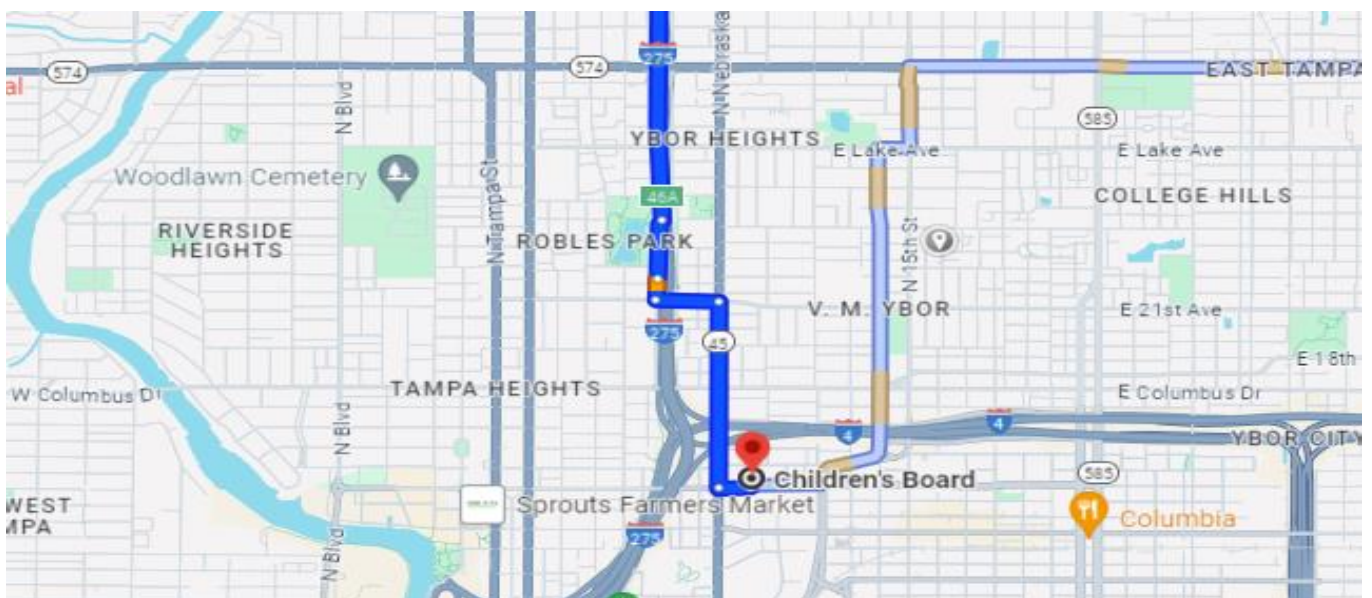 275
574
574
EAST TAMPA
al
N Blvd
N Nebraska
585
YBOR HEIGHTS
E Lake Ave
E Lake Ave
Woodlawn Cemetery
46A
COLLEGE HILLS
RIVERSIDE
HEIGHTS
N Tampa St
ROBLES PARK
N 15th St
V. M. YBOR
E 21st Ave
275
45
E 18th
TAMPA HEIGHTS
W Columbus Dr
E Columbus Dr
N Blvd
4
4
YBOR CITY
585
Children's Board
WEST
MPA
Sprouts Farmers Market
Columbia
275
N Blvd